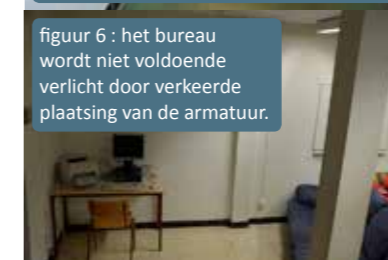 figuur 6 : het bureau
wordt niet voldoende
verlicht door verkeerde
plaatsing van de armatuur.